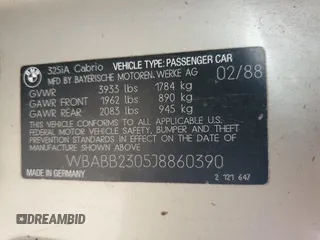 BMW
325iA Cabrio VEHICLE TYPE: PASSENGER CAR
MFD BY BAYERISCHE MOTOREN WERKE AG 02/88
GVWR 3933 lbs 1784 kg
GAWR FRONT 1962 lbs 890 kg
GAWR REAR 2083 lbs 945 kg
THIS VEHICLE CONFORMS TO ALL APPLICABLE
FEDERAL MOTOR VEHICLE
SAFETY, BUMPER AND THEFT
PREVENTION STANDARDS IN EFFECT ON THE
DATE OF MANUFACTURE SHOWN ABOVE.
WBABB2305J8860390
MADE IN GERMANY 2 121 647
DREAMBID